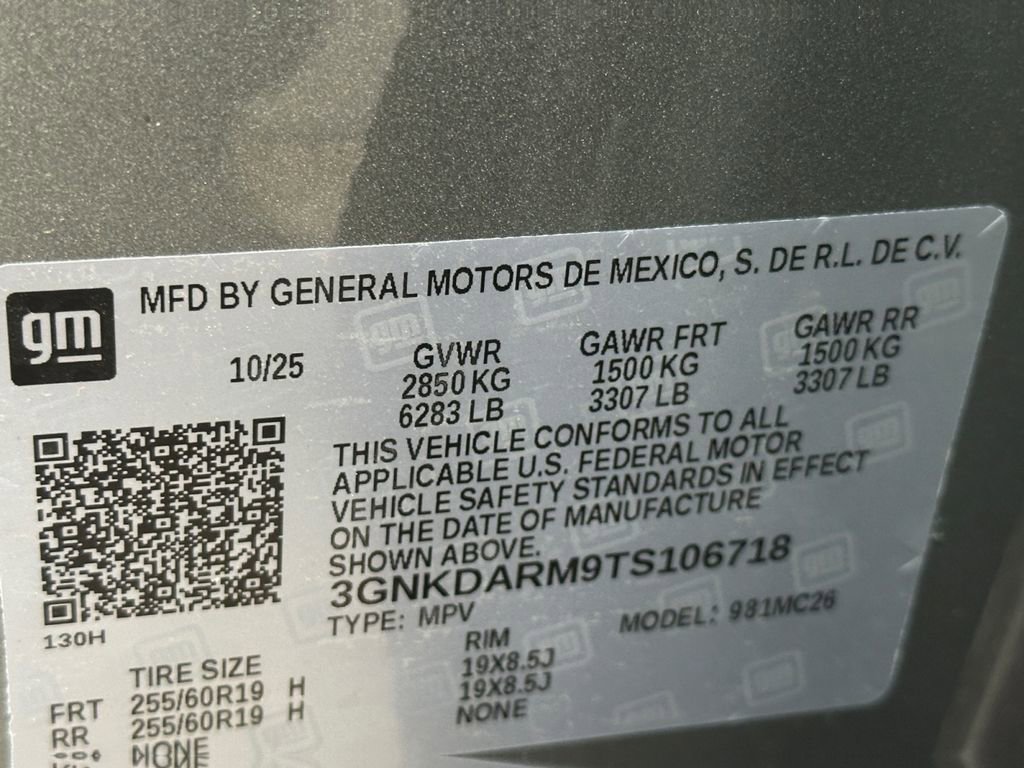 gm
MFD BY GENERAL MOTORS DE MEXICO, S. DE R.L. DE C.V.
10/25
GVWR
2850 KG
6283 LB
GAWR FRT
1500 KG
3307 LB
GAWR RR
1500 KG
3307 LB
THIS VEHICLE CONFORMS TO ALL
APPLICABLE U.S. FEDERAL MOTOR
VEHICLE SAFETY STANDARDS IN EFFECT
ON THE DATE OF MANUFACTURE
SHOWN ABOVE.
3GNKDARM9TS106718
TYPE: MPV MODEL: 981MC26
130H
TIRE SIZE RIM
FRT 255/60R19 H 19X8.5J
RR 255/60R19 H 19X8.5J
NONE NONE